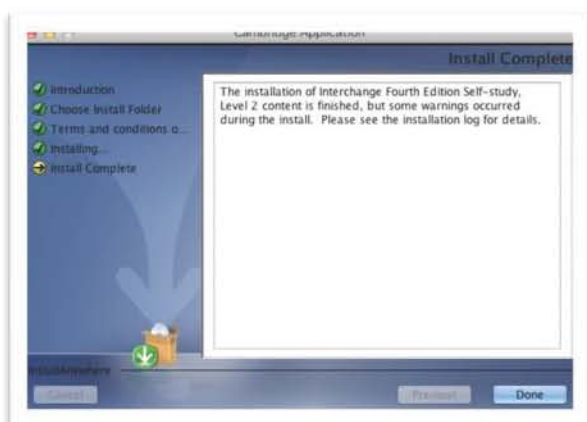 Cambridge Application
Install Complete
Introduction
Choose Install Folder
Terms and conditions o...
Installing...
Install Complete
The installation of Interchange Fourth Edition Self-study,
Level 2 content is finished, but some warnings occurred
during the install. Please see the installation log for details.
InstallAnywhere
Cancel
Previous
Done